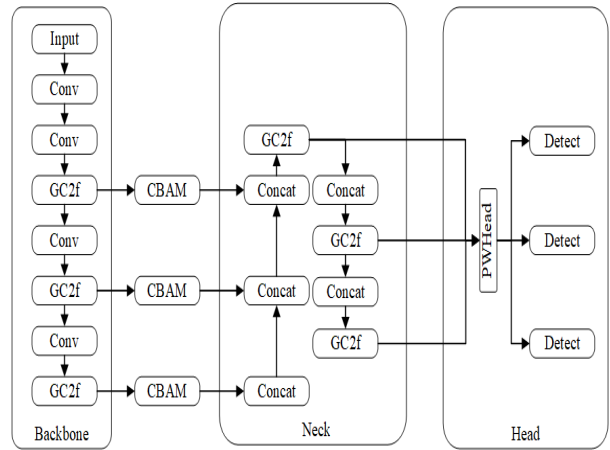 Input
Conv
Conv
GC2f
Conv
GC2f
Conv
GC2f
Backbone
CBAM
CBAM
CBAM
GC2f
Concat
Concat
Concat
Concat
GC2f
Concat
GC2f
Neck
PWHead
Detect
Detect
Detect
Head